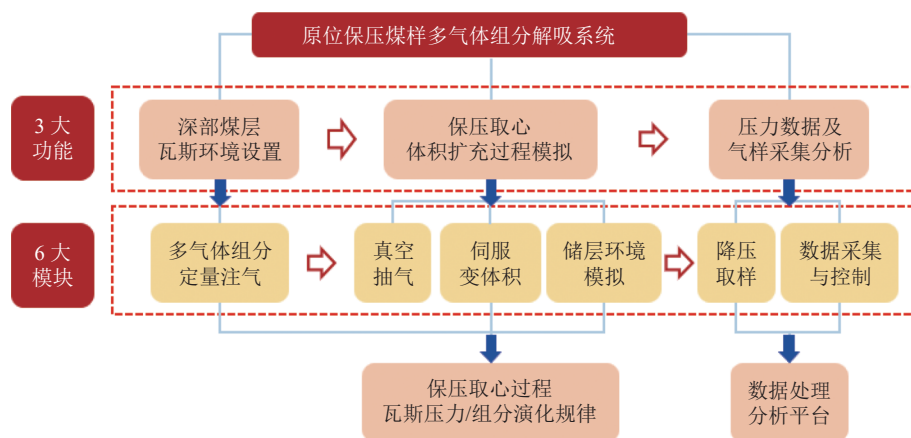 原位保压煤样多气体组分解吸系统
3 大
功能
深部煤层
瓦斯环境设置
保压取心
体积扩充过程模拟
压力数据及
气样采集分析
6 大
模块
多气体组分
定量注气
真空
抽气
伺服
变体积
储层环境
模拟
降压
取样
数据采集
与控制
保压取心过程
瓦斯压力/组分演化规律
数据处理
分析平台